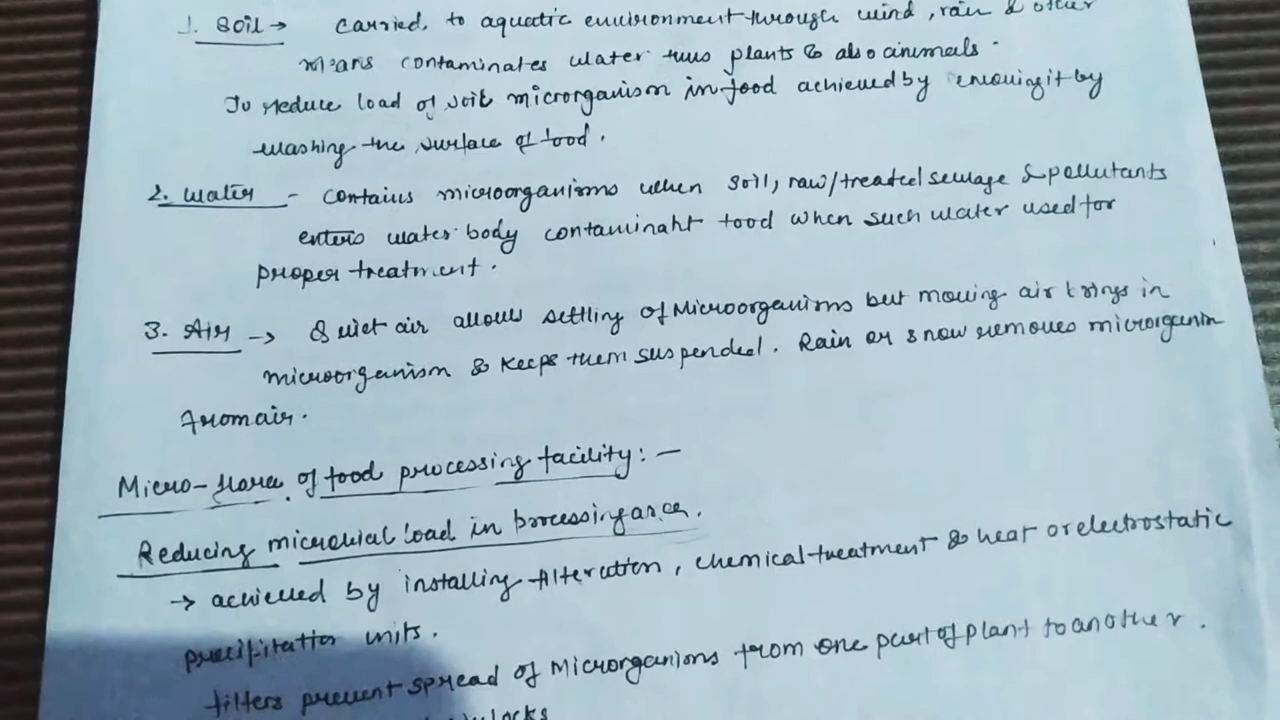 1. Soil → carried, to aquatic environment through wind, rain & other
means contaminates water thus plants & also animals.
To reduce load of soil microrganism in food achieved by removing it by
washing the surface of food.
2. Water - contains microorganisms when soil, raw/treated sewage & pollutants
enters water body contaminaht food when such water used for
proper treatment.
3. Air → Quiet air allows settling of Microorganisms but moving air brings in
microorganism & keeps them suspended. Rain or snow removes microrganim
from air.
Micro-flora of food processing facility: -
Reducing microbial load in processing area.
→ achieved by installing filteration, chemical treatment & heat or electrostatic
precipitation units.
filters prevent spread of Microrganisms from one part of plant to another.